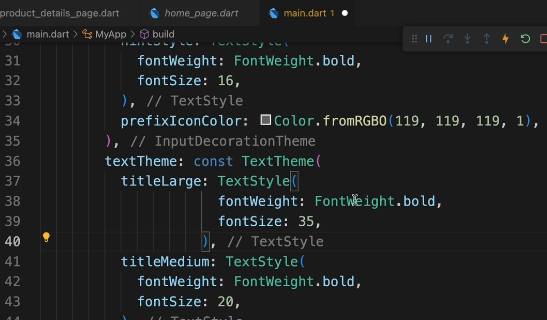 product_details_page.dart home_page.dart main.dart 1
> main.dart > MyApp > build
31 fontWeight: FontWeight.bold,
32 fontSize: 16,
33 ), // TextStyle
34 prefixIconColor: Color.fromRGBO(119, 119, 119, 1),
35 ), // InputDecorationTheme
36 textTheme: const TextTheme(
37 titleLarge: TextStyle(
38 fontWeight: FontWeight.bold,
39 fontSize: 35,
40 ), // TextStyle
41 titleMedium: TextStyle(
42 fontWeight: FontWeight.bold,
43 fontSize: 20,
44 ), // TextStyle